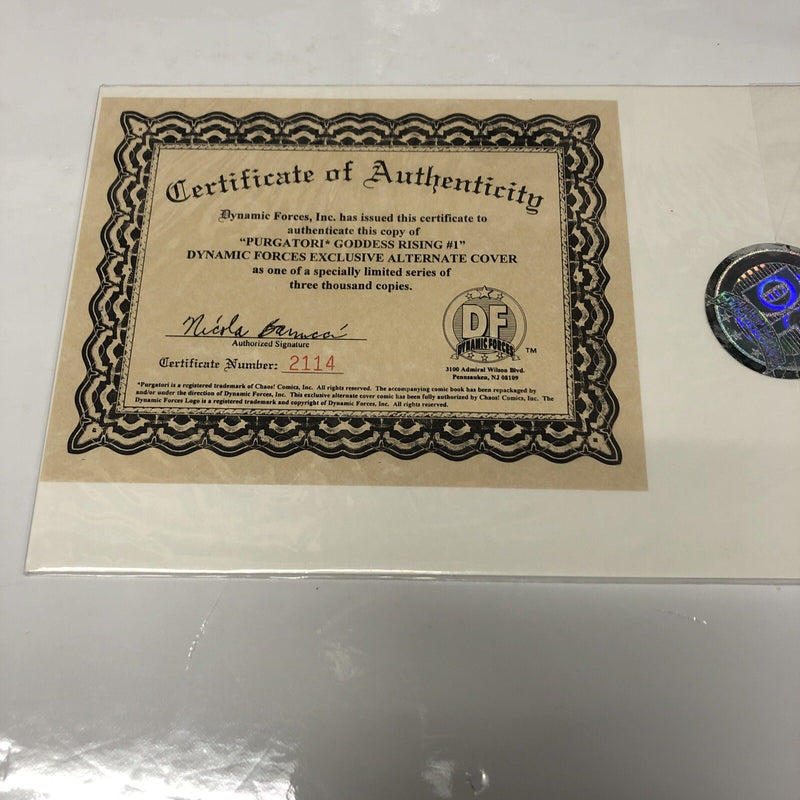 Certificate of Authenticity
Dynamic Forces, Inc. has issued this certificate to
authenticate this copy of
"PURGATORI* GODDESS RISING #1"
DYNAMIC FORCES EXCLUSIVE ALTERNATE COVER
as one of a specially limited series of
three thousand copies.
Authorized Signature
Certificate Number: 2114
DF
DYNAMIC FORCES
TM
3100 Admiral Wilson Blvd.
Pennsauken, NJ 08109
*Purgatori is a registered trademark of Chaos! Comics, Inc. All rights reserved. The accompanying comic book has been repackaged by
and/or under the direction of Dynamic Forces, Inc. This exclusive alternate cover comic has been fully authorized by Chaos! Comics, Inc. The
Dynamic Forces Logo is a registered trademark and copyright of Dynamic Forces, Inc. All rights reserved.